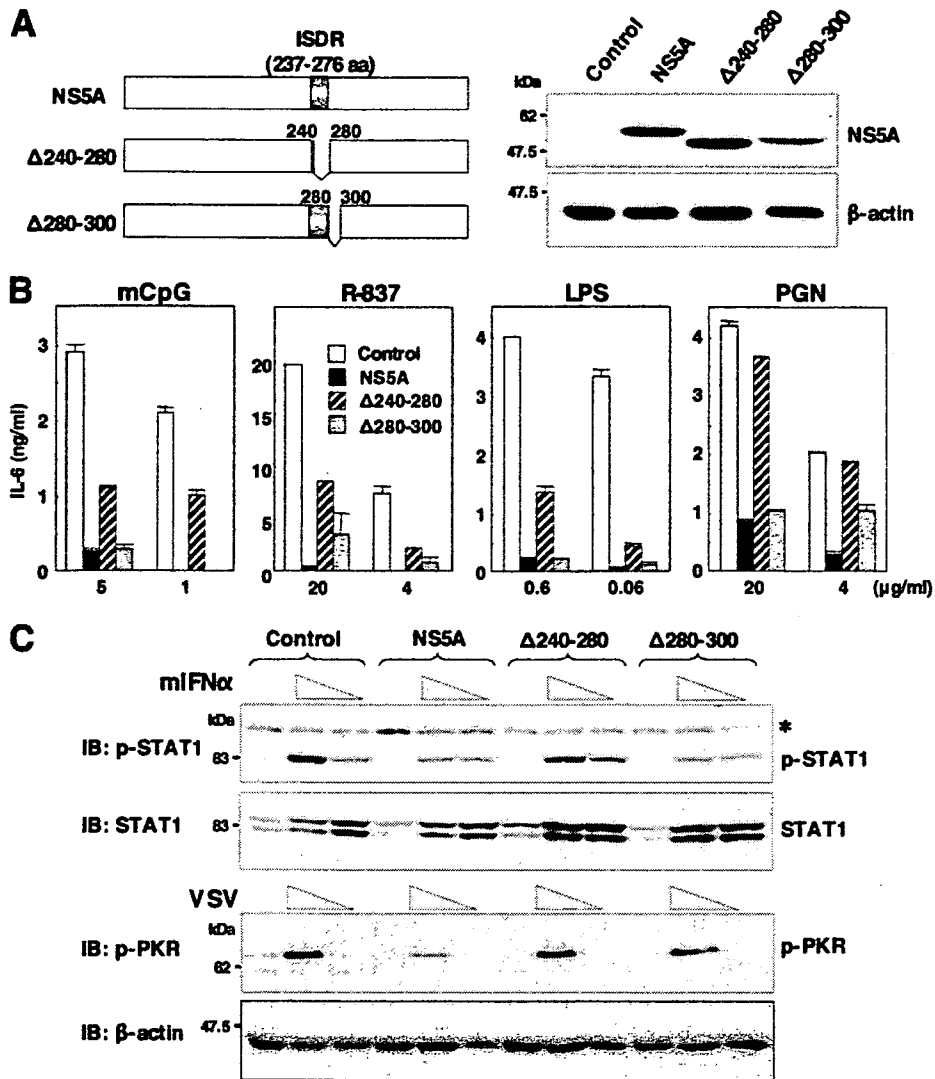 A
ISDR
(237-276 aa)
NS5A
240 280
Δ240-280
280 300
Δ280-300
Control NS5A Δ240-280 Δ280-300
kDa
62
47.5
NS5A
47.5
β-actin
B
mCpG R-837 LPS PGN
IL-6 (ng/ml)
3
2
1
0
5 1
20
15
10
5
0
20 4
Control
NS5A
Δ240-280
Δ280-300
4
3
2
1
0
0.6 0.06
4
3
2
1
0
20 4 (μg/ml)
C
Control NS5A Δ240-280 Δ280-300
mIFNα
kDa
IB: p-STAT1 83 * p-STAT1
IB: STAT1 83 STAT1
VSV
kDa
IB: p-PKR 62 p-PKR
IB: β-actin 47.5